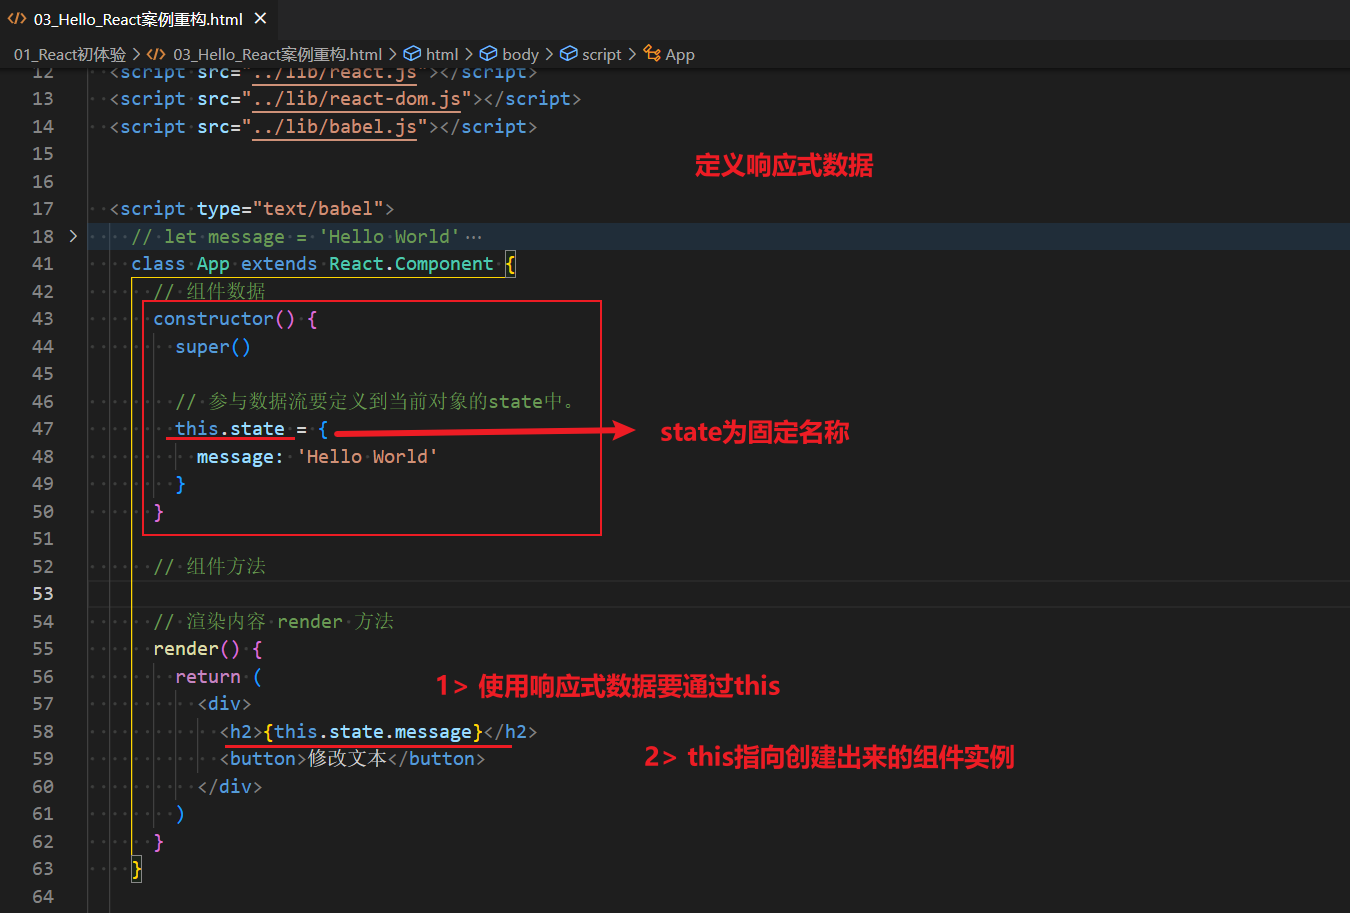 03_Hello_React案例重构.html
01_React初体验 > 03_Hello_React案例重构.html > html > body > script > App
12 <script src="../lib/react.js"></script>
13 <script src="../lib/react-dom.js"></script>
14 <script src="../lib/babel.js"></script>
15
定义响应式数据
16
17 <script type="text/babel">
18 // let message = 'Hello World' ...
41 class App extends React.Component {
42 // 组件数据
43 constructor() {
44 super()
45
46 // 参与数据流要定义到当前对象的state中。
47 this.state = {
state为固定名称
48 message: 'Hello World'
49 }
50 }
51
52 // 组件方法
53
54 // 渲染内容 render 方法
55 render() {
56 return (
1> 使用响应式数据要通过this
57 <div>
58 <h2>{this.state.message}</h2>
2> this指向创建出来的组件实例
59 <button>修改文本</button>
60 </div>
61 )
62 }
63 }
64